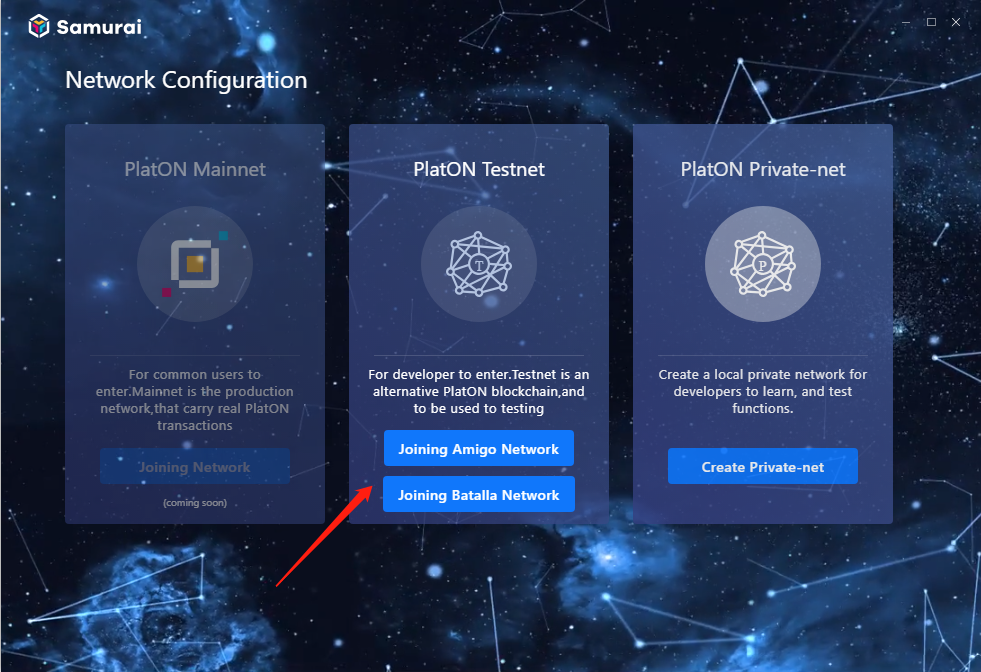 Samurai
Network Configuration
PlatON Mainnet
For common users to
enter.Mainnet is the production
network,that carry real PlatON
transactions
Joining Network
(coming soon)
PlatON Testnet
T
For developer to enter.Testnet is an
alternative PlatON blockchain,and
to be used to testing
Joining Amigo Network
Joining Batalla Network
PlatON Private-net
P
Create a local private network for
developers to learn, and test
functions.
Create Private-net